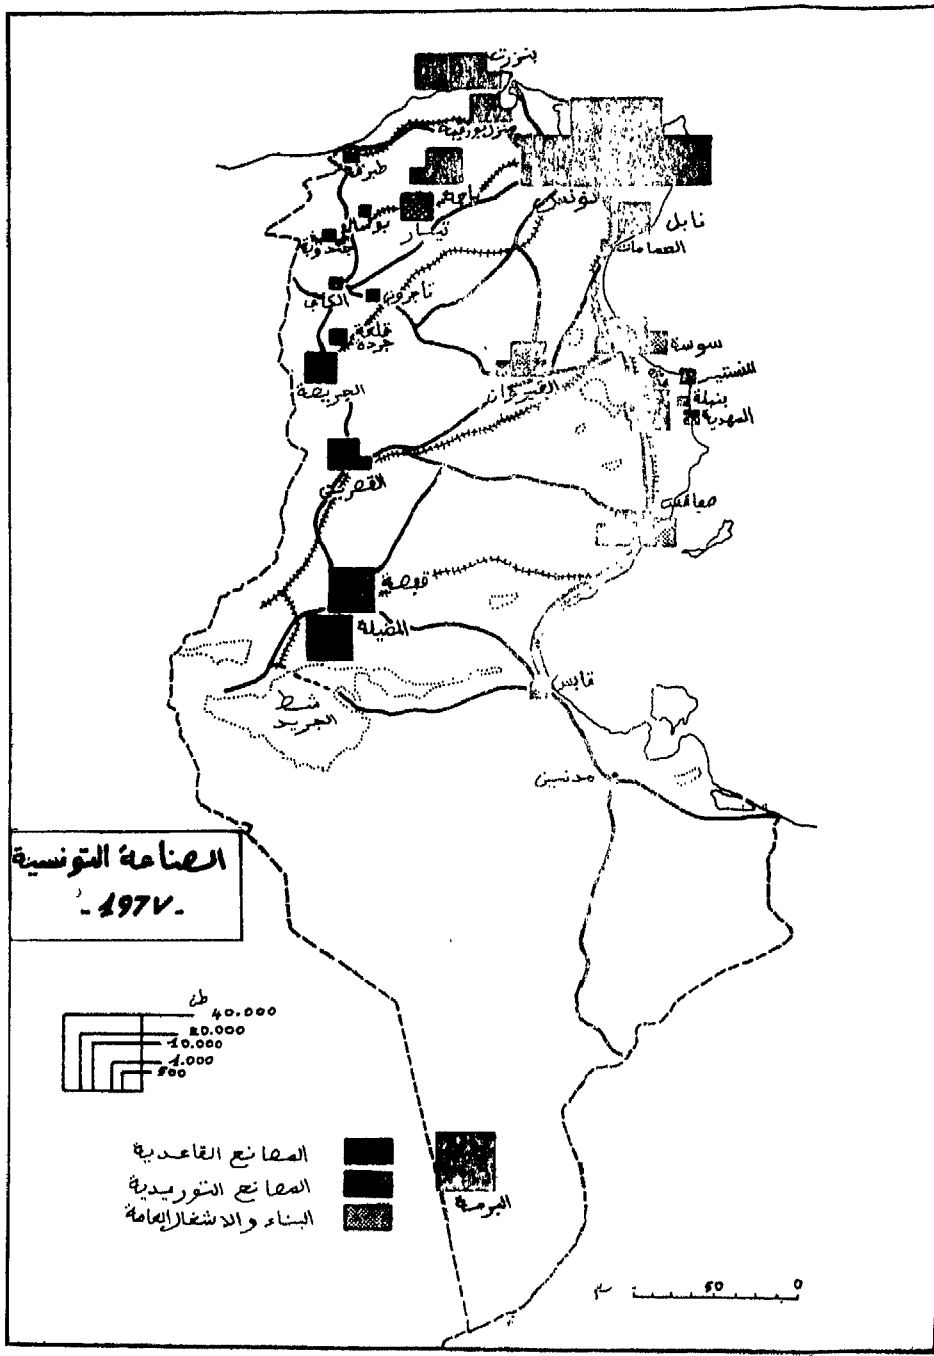 بنزرت
منزل بورقيبة
طبرقة
باجة
تونس
نابل
الحمامات
بوسالم
تيبار
جندوبة
الكاف
تاجروين
قلعة
جردة
سوسة
المنستير
بنبلة
المهدية
الجريصة
القيروان
القصرين
صفاقس
قفصة
المضيلة
قابس
شط
الجريد
مدنين
الصناعة التونسية
- 197٧ -
طن
40.000
20.000
10.000
1.000
500
المصانع القاعدية
المصانع التوريدية
البناء والاشغال العامة
البرمة
50
0